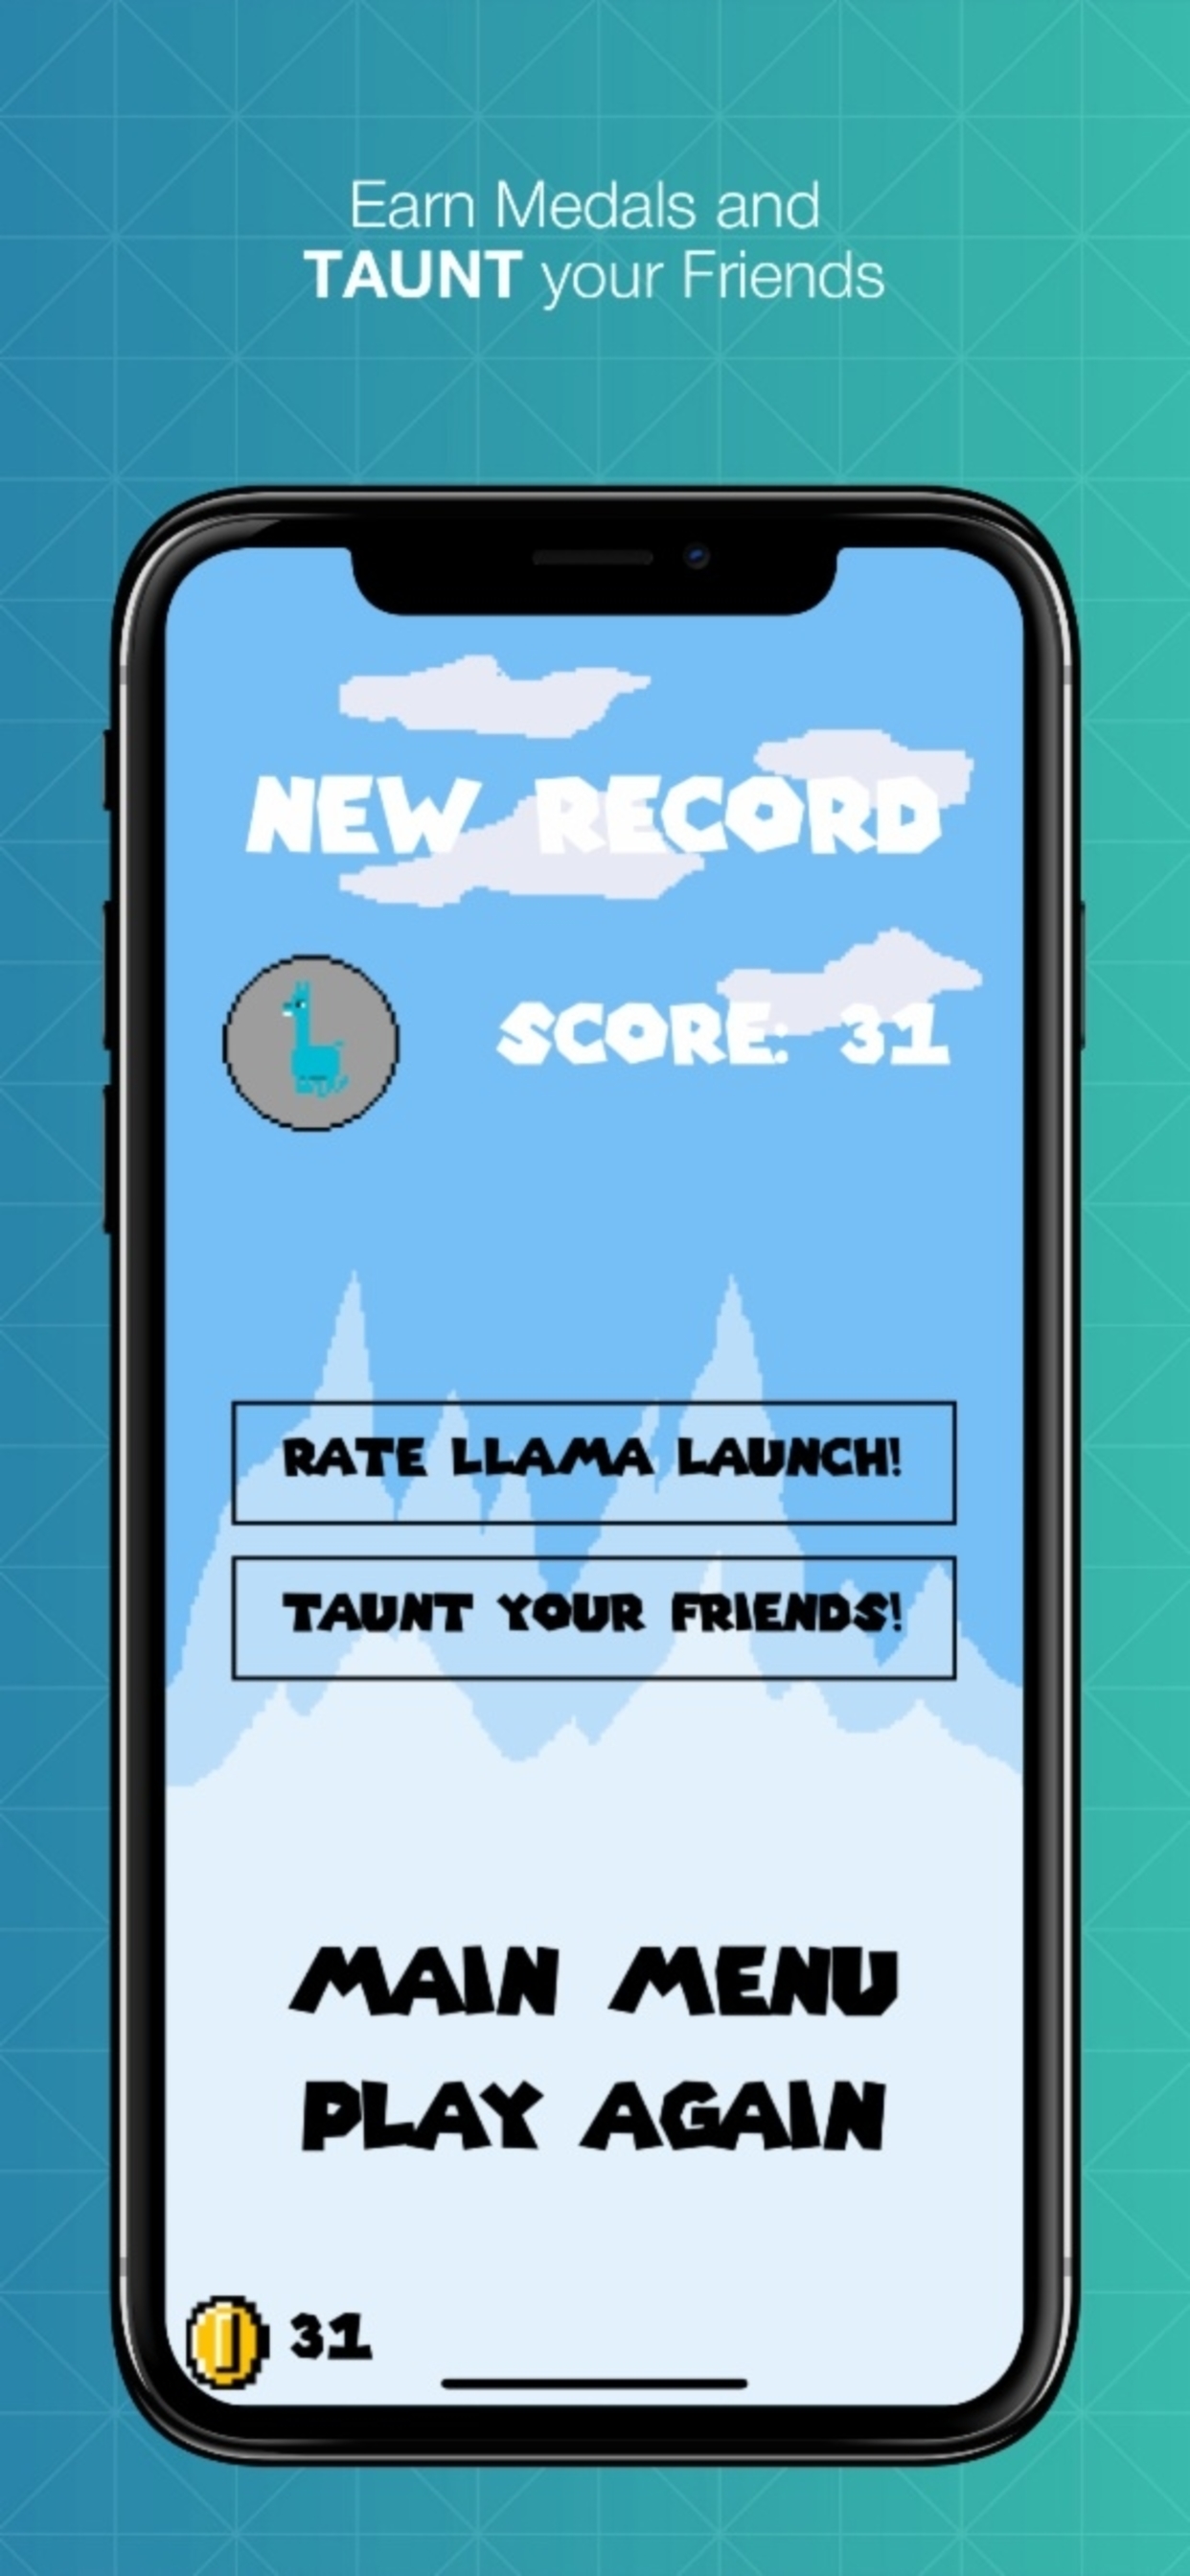 Earn Medals and
TAUNT your Friends
NEW RECORD
SCORE: 31
RATE LLAMA LAUNCH!
TAUNT YOUR FRIENDS!
MAIN MENU
PLAY AGAIN
31